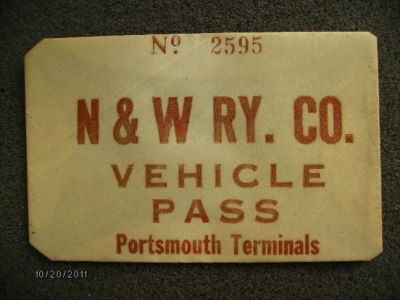 Nº 2595
N & W RY. CO.
VEHICLE
PASS
Portsmouth Terminals
10/20/2011